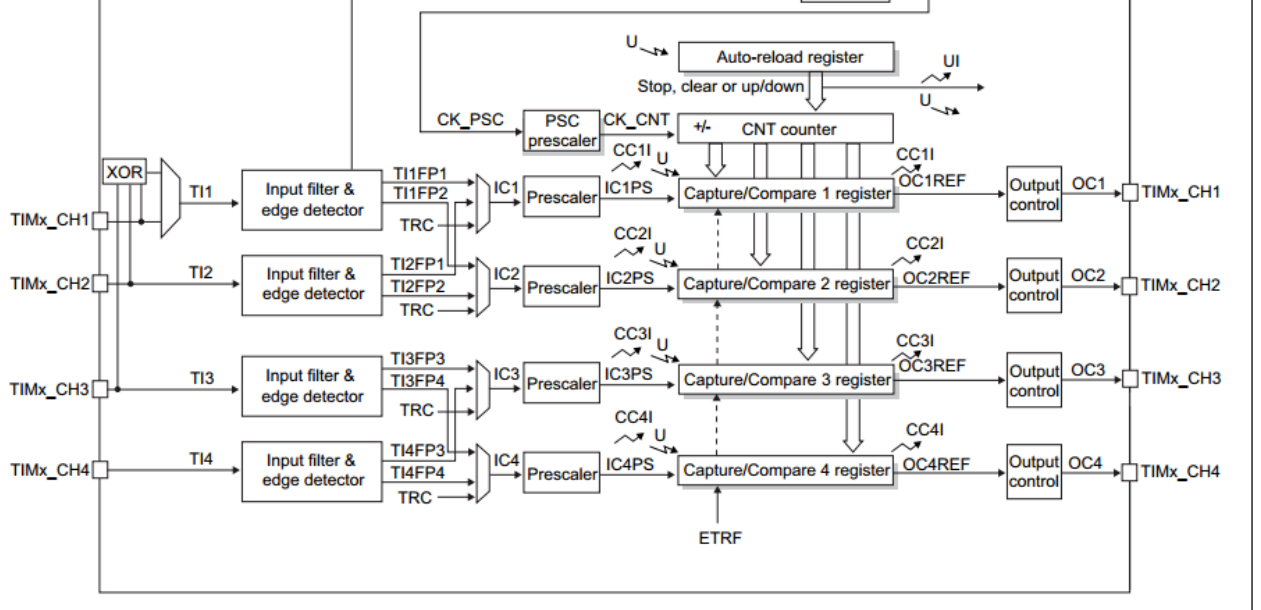 U
Auto-reload register
UI
Stop, clear or up/down
U
CK_PSC
PSC
prescaler
CK_CNT
+/-
CNT counter
XOR
TI1
TIMx_CH1
Input filter &
edge detector
TI1FP1
TI1FP2
TRC
IC1
Prescaler
CC1I
U
IC1PS
Capture/Compare 1 register
CC1I
OC1REF
Output
control
OC1
TIMx_CH1
TIMx_CH2
TI2
Input filter &
edge detector
TI2FP1
TI2FP2
TRC
IC2
Prescaler
CC2I
U
IC2PS
Capture/Compare 2 register
CC2I
OC2REF
Output
control
OC2
TIMx_CH2
TIMx_CH3
TI3
Input filter &
edge detector
TI3FP3
TI3FP4
TRC
IC3
Prescaler
CC3I
U
IC3PS
Capture/Compare 3 register
CC3I
OC3REF
Output
control
OC3
TIMx_CH3
TIMx_CH4
TI4
Input filter &
edge detector
TI4FP3
TI4FP4
TRC
IC4
Prescaler
CC4I
U
IC4PS
Capture/Compare 4 register
CC4I
OC4REF
Output
control
OC4
TIMx_CH4
ETRF